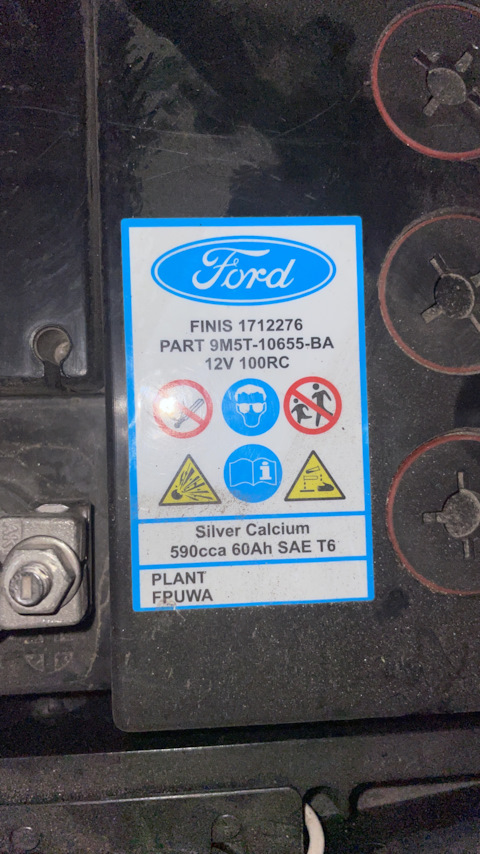 Ford
FINIS 1712276
PART 9M5T-10655-BA
12V 100RC
Silver Calcium
590cca 60Ah SAE T6
PLANT
FPUWA